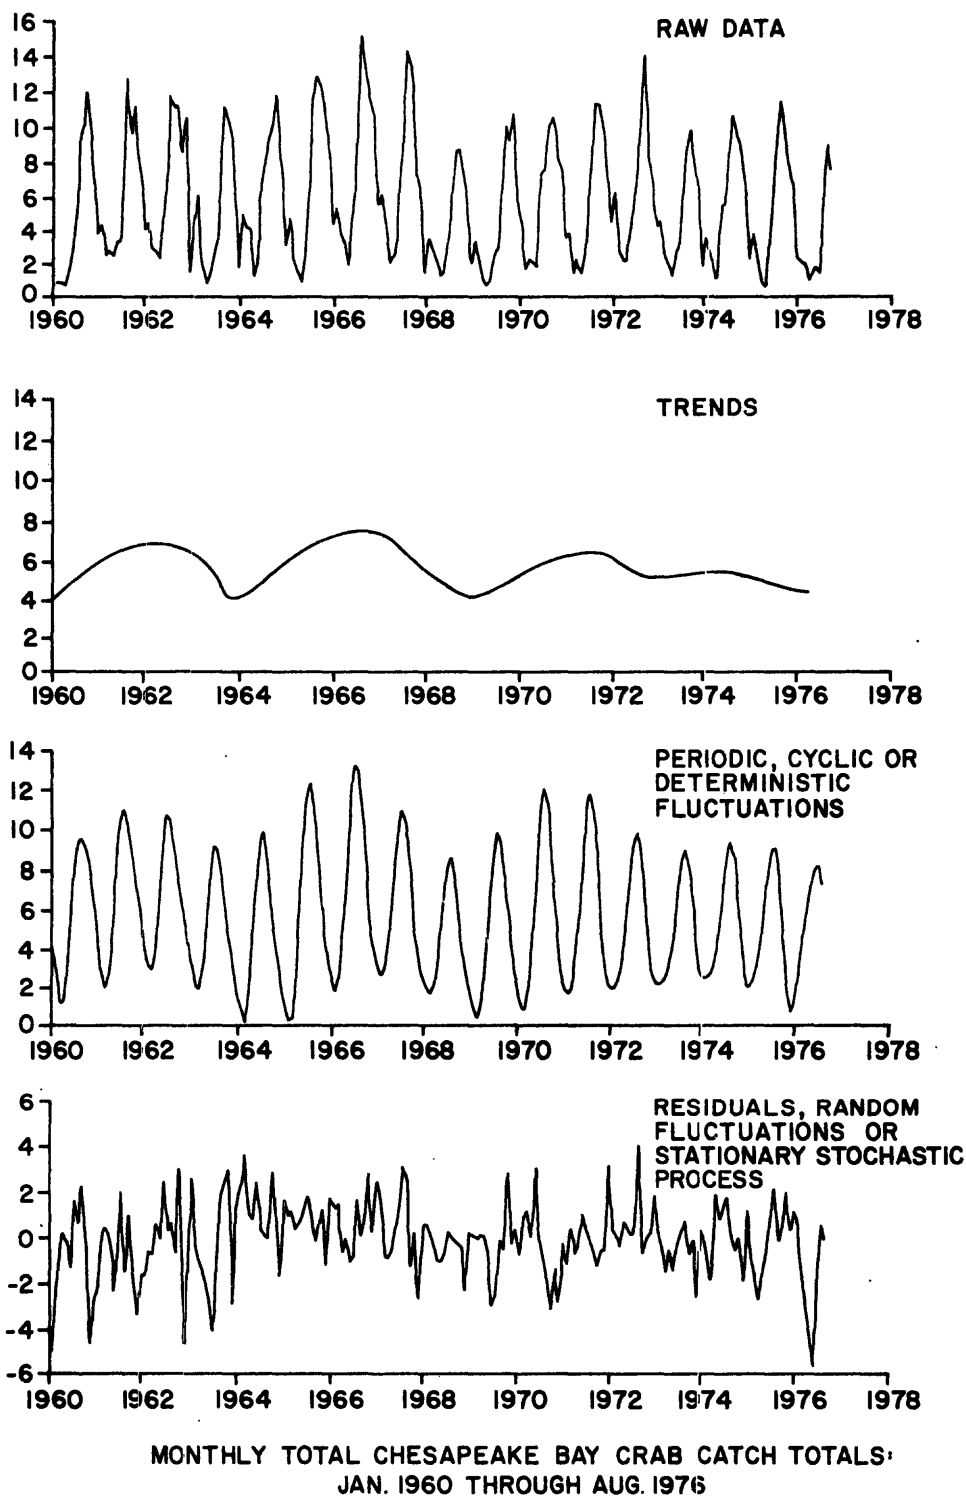 RAW DATA
16
14
12
10
8
6
4
2
0
1960 1962 1964 1966 1968 1970 1972 1974 1976 1978
TRENDS
14
12
10
8
6
4
2
0
1960 1962 1964 1966 1968 1970 1972 1974 1976 1978
PERIODIC, CYCLIC OR
DETERMINISTIC
FLUCTUATIONS
14
12
10
8
6
4
2
0
1960 1962 1964 1966 1968 1970 1972 1974 1976 1978
RESIDUALS, RANDOM
FLUCTUATIONS OR
STATIONARY STOCHASTIC
PROCESS
6
4
2
0
-2
-4
-6
1960 1962 1964 1966 1968 1970 1972 1974 1976 1978
MONTHLY TOTAL CHESAPEAKE BAY CRAB CATCH TOTALS:
JAN. 1960 THROUGH AUG. 1976